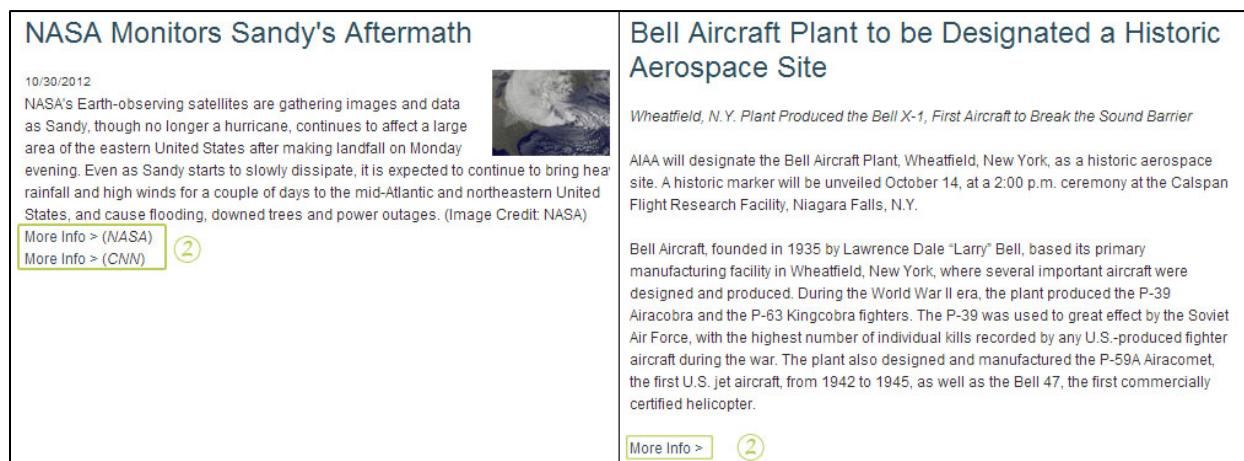 NASA Monitors Sandy's Aftermath
10/30/2012
NASA's Earth-observing satellites are gathering images and data
as Sandy, though no longer a hurricane, continues to affect a large
area of the eastern United States after making landfall on Monday
evening. Even as Sandy starts to slowly dissipate, it is expected to continue to bring hea
rainfall and high winds for a couple of days to the mid-Atlantic and northeastern United
States, and cause flooding, downed trees and power outages. (Image Credit: NASA)
More Info > (NASA)
More Info > (CNN)
2
Bell Aircraft Plant to be Designated a Historic
Aerospace Site
Wheatfield, N.Y. Plant Produced the Bell X-1, First Aircraft to Break the Sound Barrier
AIAA will designate the Bell Aircraft Plant, Wheatfield, New York, as a historic aerospace
site. A historic marker will be unveiled October 14, at a 2:00 p.m. ceremony at the Calspan
Flight Research Facility, Niagara Falls, N.Y.
Bell Aircraft, founded in 1935 by Lawrence Dale “Larry” Bell, based its primary
manufacturing facility in Wheatfield, New York, where several important aircraft were
designed and produced. During the World War II era, the plant produced the P-39
Airacobra and the P-63 Kingcobra fighters. The P-39 was used to great effect by the Soviet
Air Force, with the highest number of individual kills recorded by any U.S.-produced fighter
aircraft during the war. The plant also designed and manufactured the P-59A Airacomet,
the first U.S. jet aircraft, from 1942 to 1945, as well as the Bell 47, the first commercially
certified helicopter.
More Info >
2